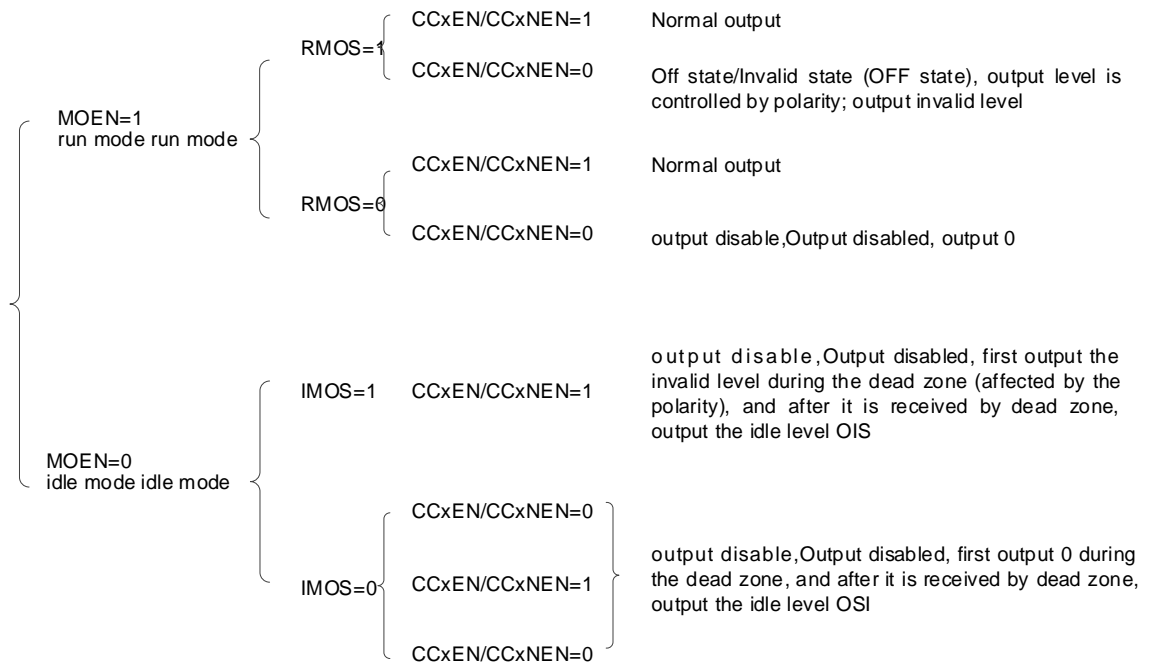 CCxEN/CCxNEN=1 Normal output
RMOS=1
CCxEN/CCxNEN=0 Off state/Invalid state (OFF state), output level is
controlled by polarity; output invalid level
MOEN=1
run mode run mode
CCxEN/CCxNEN=1 Normal output
RMOS=0
CCxEN/CCxNEN=0 output disable,Output disabled, output 0
output disable,Output disabled, first output the
invalid level during the dead zone (affected by the
IMOS=1 CCxEN/CCxNEN=1 polarity), and after it is received by dead zone,
output the idle level OIS
MOEN=0
idle mode idle mode
CCxEN/CCxNEN=0
output disable,Output disabled, first output 0 during
IMOS=0 CCxEN/CCxNEN=1 the dead zone, and after it is received by dead zone,
output the idle level OSI
CCxEN/CCxNEN=0